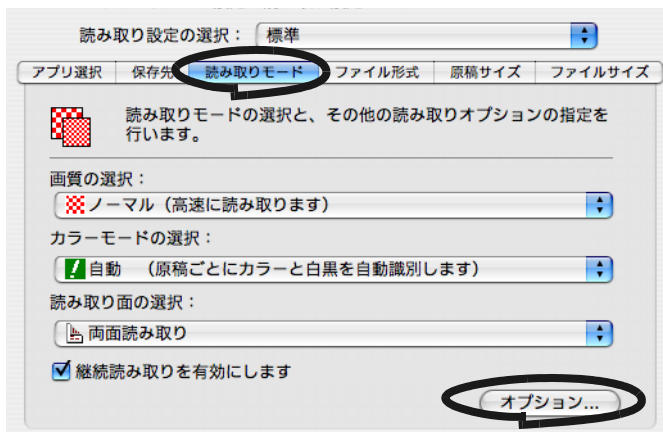 読み取り設定の選択： 標準
アプリ選択 保存先 読み取りモード ファイル形式 原稿サイズ ファイルサイズ
読み取りモードの選択と、その他の読み取りオプションの指定を
行います。
画質の選択：
ノーマル（高速に読み取ります）
カラーモードの選択：
自動 （原稿ごとにカラーと白黒を自動識別します）
読み取り面の選択：
両面読み取り
継続読み取りを有効にします
オプション...